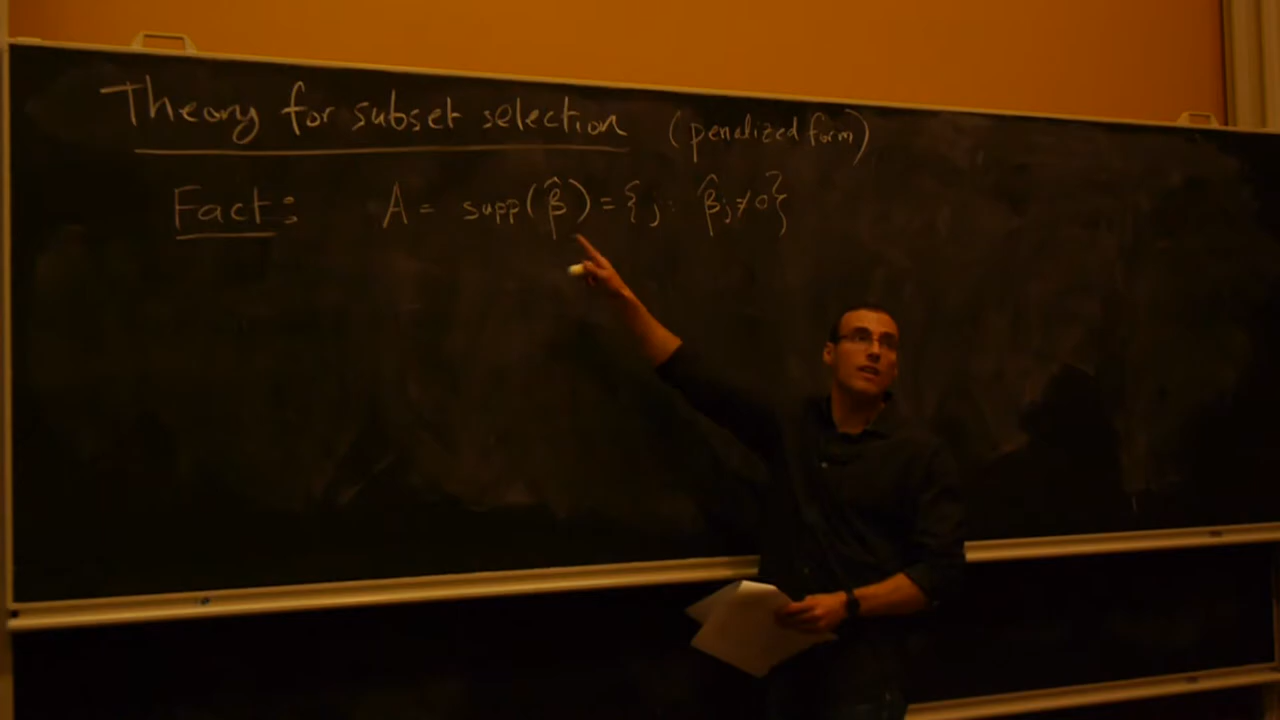 Theory for subset selection (penalized form)
Fact: A = supp(β̂) = {j: β̂j ≠ 0}